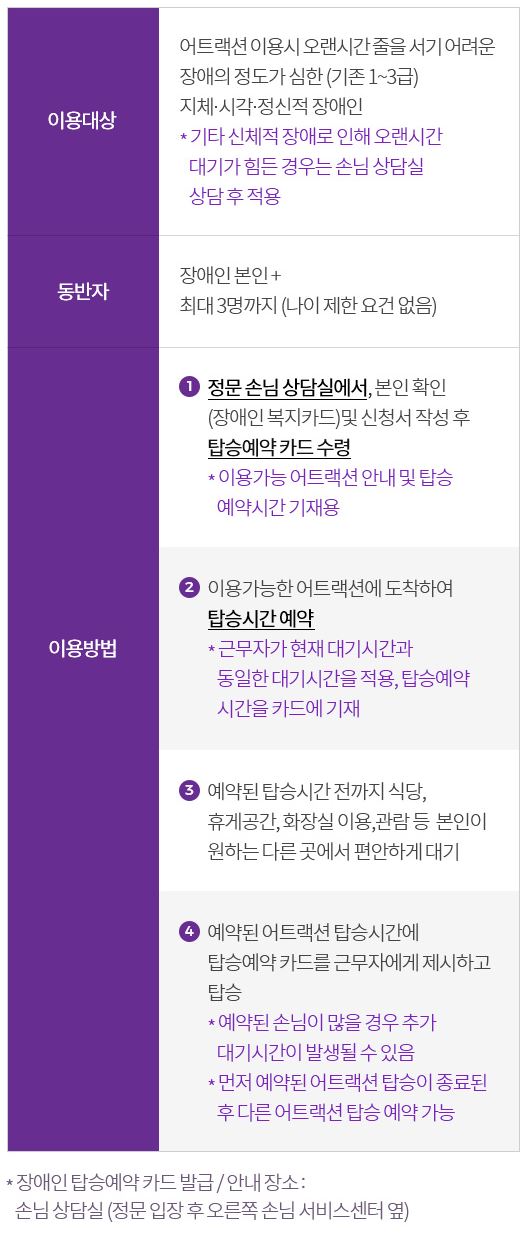 이용대상
어트랙션 이용시 오랜시간 줄을 서기 어려운
장애의 정도가 심한 (기존 1~3급)
지체·시각·정신적 장애인
* 기타 신체적 장애로 인해 오랜시간
대기가 힘든 경우는 손님 상담실
상담 후 적용
동반자
장애인 본인 +
최대 3명까지 (나이 제한 요건 없음)
이용방법
1 정문 손님 상담실에서, 본인 확인
(장애인 복지카드)및 신청서 작성 후
탑승예약 카드 수령
* 이용가능 어트랙션 안내 및 탑승
예약시간 기재용
2 이용가능한 어트랙션에 도착하여
탑승시간 예약
* 근무자가 현재 대기시간과
동일한 대기시간을 적용, 탑승예약
시간을 카드에 기재
3 예약된 탑승시간 전까지 식당,
휴게공간, 화장실 이용,관람 등 본인이
원하는 다른 곳에서 편안하게 대기
4 예약된 어트랙션 탑승시간에
탑승예약 카드를 근무자에게 제시하고
탑승
* 예약된 손님이 많을 경우 추가
대기시간이 발생될 수 있음
* 먼저 예약된 어트랙션 탑승이 종료된
후 다른 어트랙션 탑승 예약 가능
* 장애인 탑승예약 카드 발급 / 안내 장소 :
손님 상담실 (정문 입장 후 오른쪽 손님 서비스센터 옆)